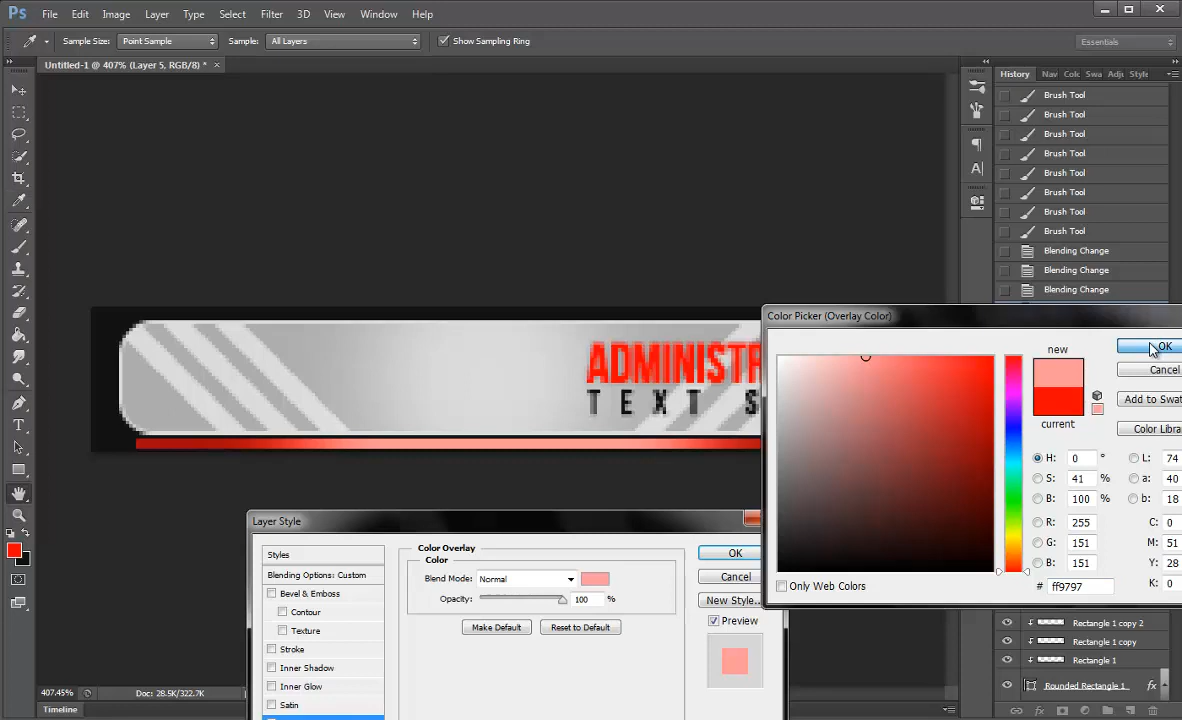 Ps File Edit Image Layer Type Select Filter 3D View Window Help
Sample Size: Point Sample Sample: All Layers Show Sampling Ring Essentials
Untitled-1 @ 407% (Layer 5, RGB/8) * ×
History Nav Colo Swa Adju Style
Brush Tool
Brush Tool
Brush Tool
Brush Tool
Brush Tool
Brush Tool
Brush Tool
Brush Tool
Blending Change
Blending Change
Blending Change
ADMINISTR
TEXT S
Color Picker (Overlay Color)
new
current
OK
Cancel
Add to Swat
Color Libra
H: 0 °
S: 41 %
B: 100 %
R: 255
G: 151
B: 151
L: 74
a: 40
b: 18
C: 0
M: 51
Y: 28
K: 0
Only Web Colors
# ff9797
Layer Style
Styles
Blending Options: Custom
Bevel & Emboss
Contour
Texture
Stroke
Inner Shadow
Inner Glow
Satin
Color Overlay
Color
Blend Mode: Normal
Opacity: 100 %
Make Default Reset to Default
OK
Cancel
New Style...
Preview
Rectangle 1 copy 2
Rectangle 1 copy
Rectangle 1
Rounded Rectangle 1 fx
407.45% Doc: 28.5K/322.7K
Timeline
fx